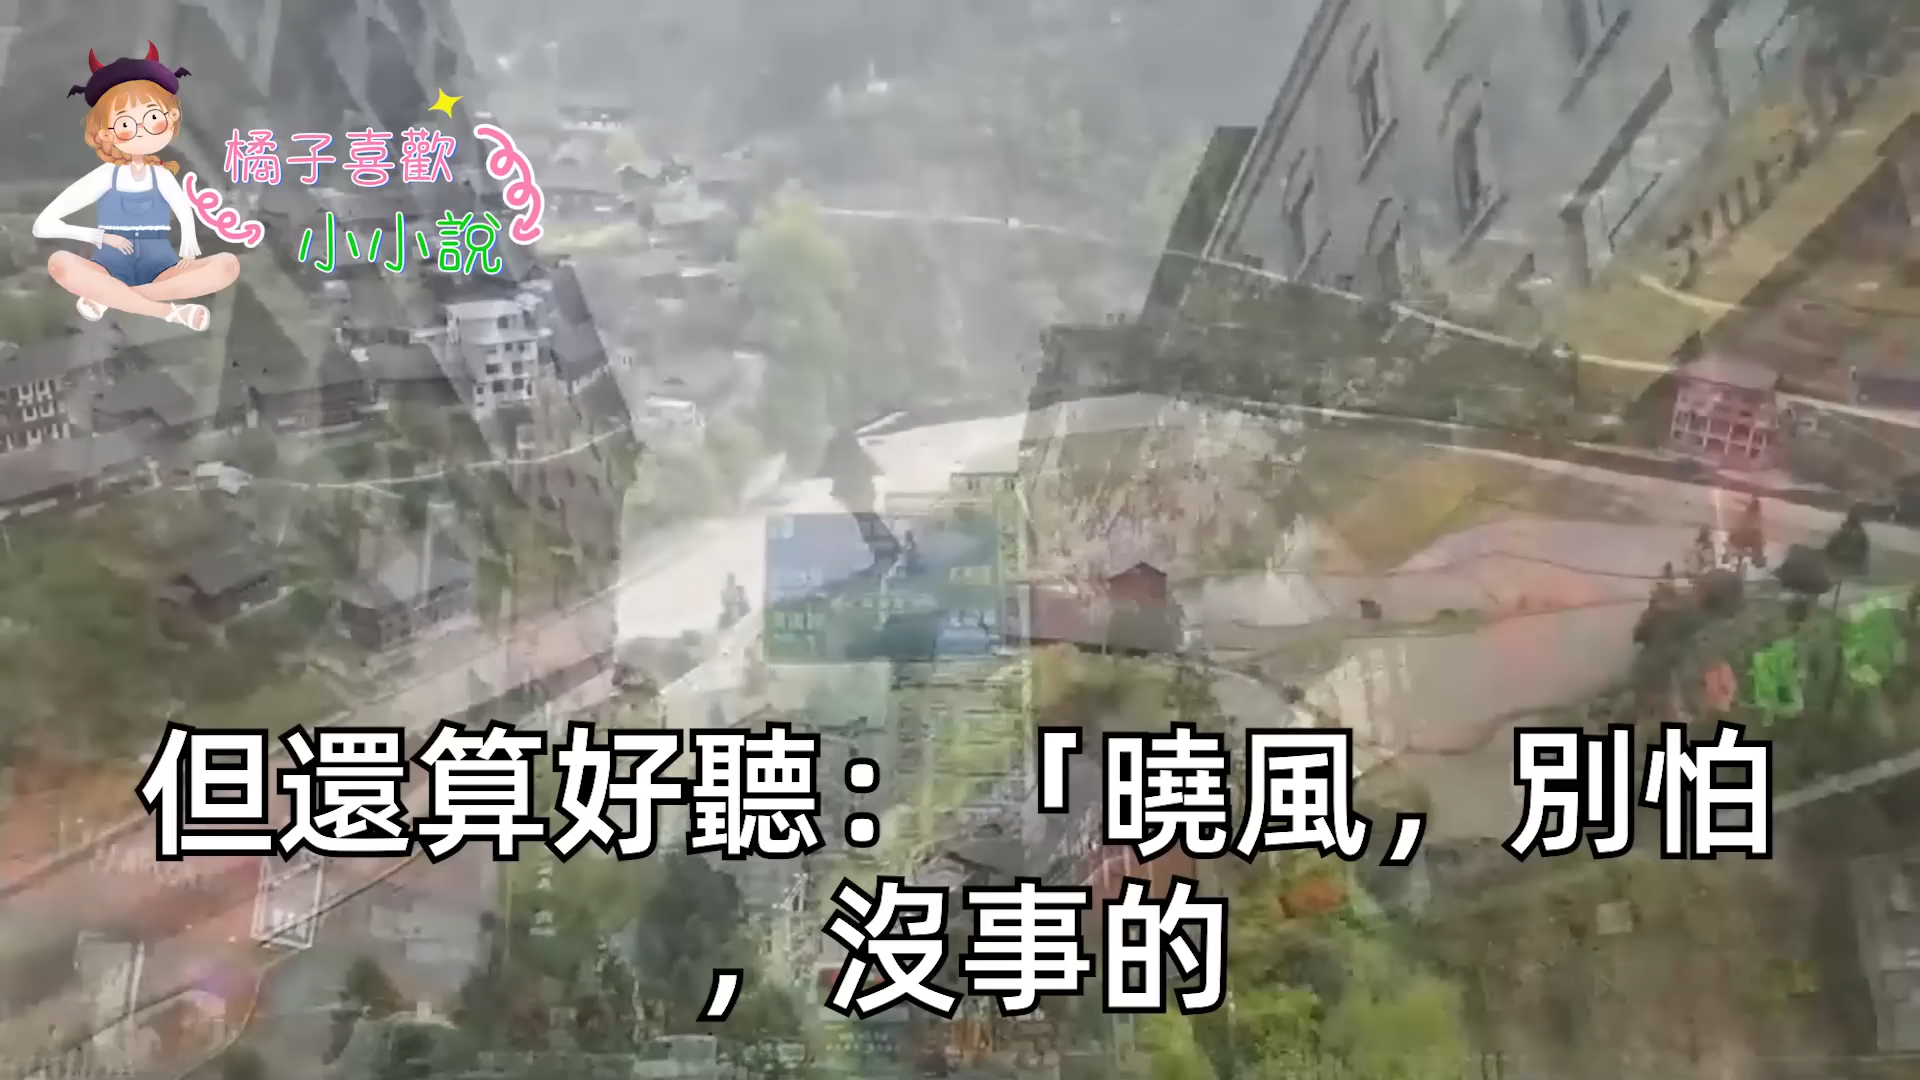 橘子喜歡
小小說
但還算好聽：「曉風，別怕
，沒事的